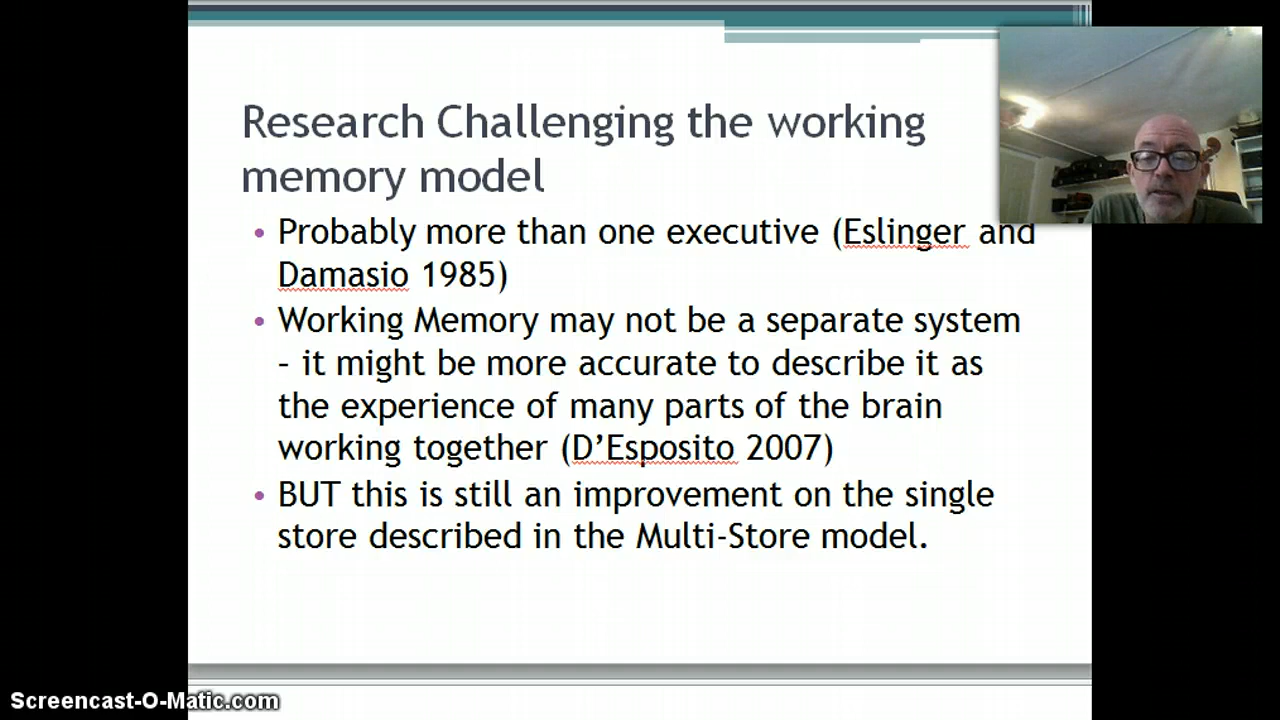 Research Challenging the working
memory model
• Probably more than one executive (Eslinger and
Damasio 1985)
• Working Memory may not be a separate system
– it might be more accurate to describe it as
the experience of many parts of the brain
working together (D’Esposito 2007)
• BUT this is still an improvement on the single
store described in the Multi-Store model.
Screencast-O-Matic.com